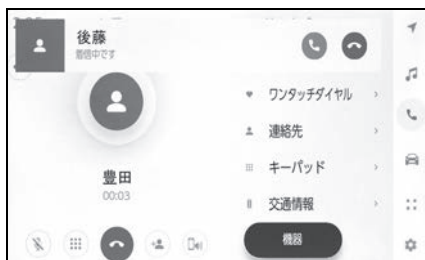 後藤
着信中です
ワンタッチダイヤル
連絡先
キーパッド
交通情報
機器
豊田
00:03